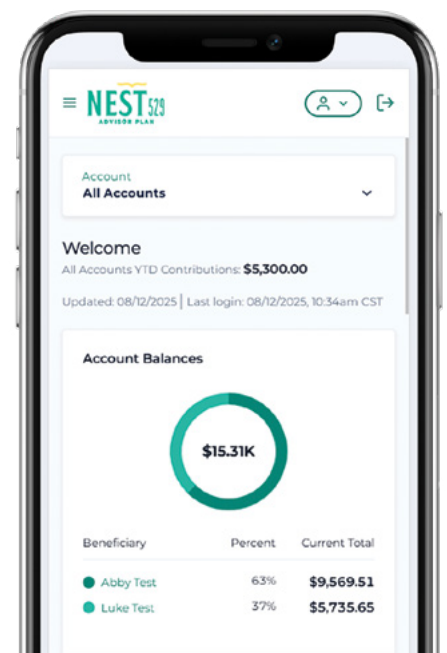 NEST 529
ADVISOR PLAN
Account
All Accounts
Welcome
All Accounts YTD Contributions: $5,300.00
Updated: 08/12/2025 | Last login: 08/12/2025, 10:34am CST
Account Balances
$15.31K
Beneficiary Percent Current Total
Abby Test 63% $9,569.51
Luke Test 37% $5,735.65